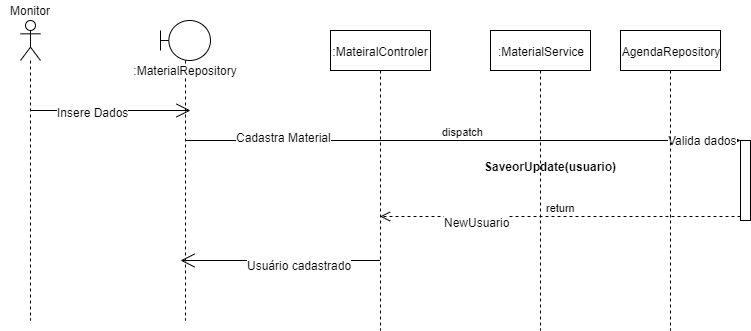 Monitor
:MaterialRepository
:MateiralControler
:MaterialService
AgendaRepository
Insere Dados
Cadastra Material
dispatch
Valida dados
SaveorUpdate(usuario)
return
NewUsuario
Usuário cadastrado